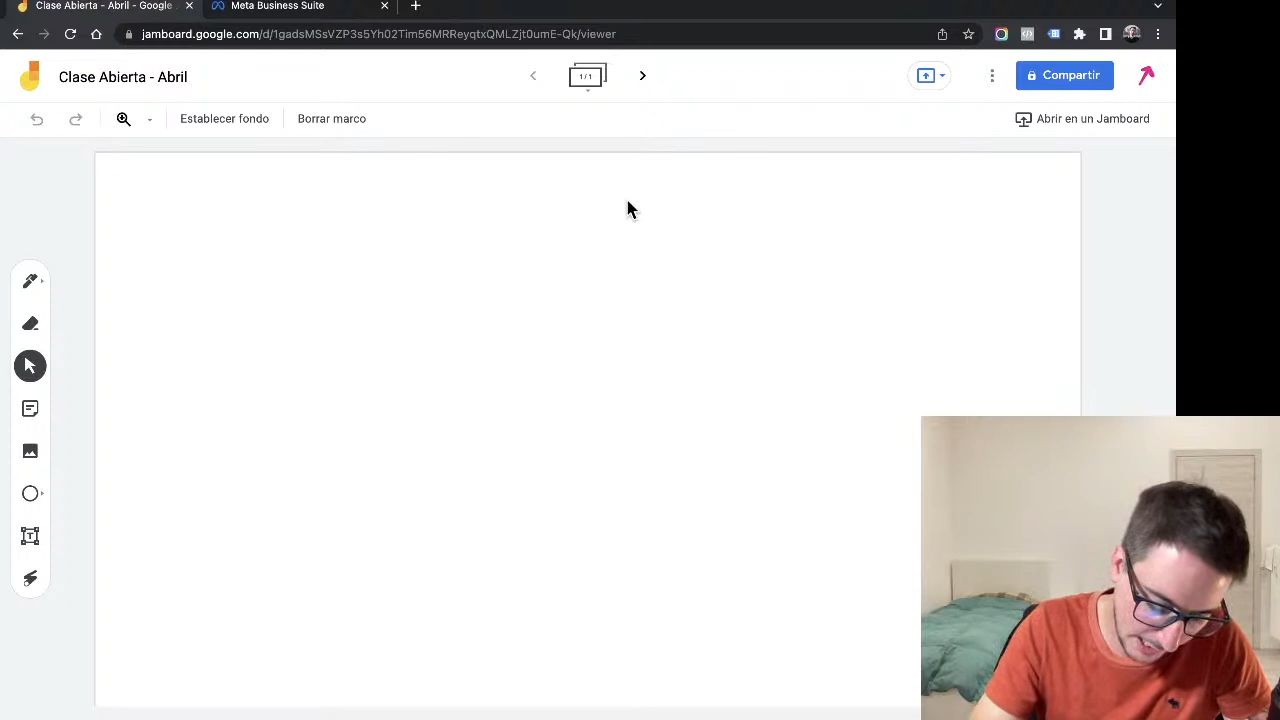 Clase Abierta - Abril - Google
Meta Business Suite
jamboard.google.com/d/1gadsMSsVZP3s5Yh02Tim56MRReyqtxQMLZjt0umE-Qk/viewer
Clase Abierta - Abril
1/1
Compartir
Establecer fondo
Borrar marco
Abrir en un Jamboard